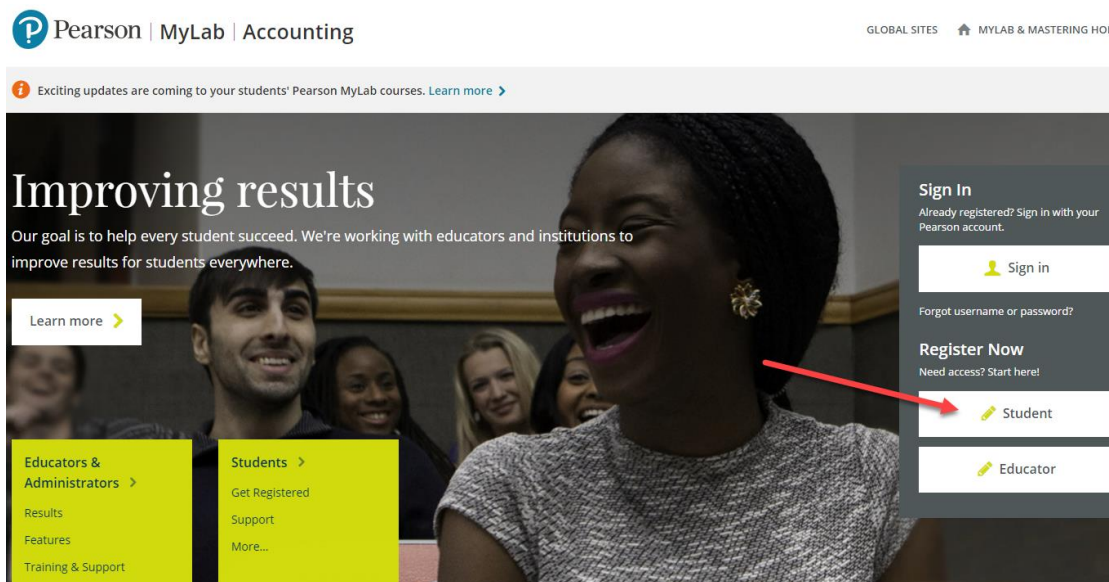 Pearson | MyLab | Accounting
GLOBAL SITES
MYLAB & MASTERING
Exciting updates are coming to your students' Pearson MyLab courses. Learn more
Improving results
Our goal is to help every student succeed. We're working with educators and institutions to
improve results for students everywhere.
Learn more
Educators &
Administrators
Results
Features
Training & Support
Students
Get Registered
Support
More...
Sign In
Already registered? Sign in with your
Pearson account.
Sign in
Forgot username or password?
Register Now
Need access? Start here!
Student
Educator